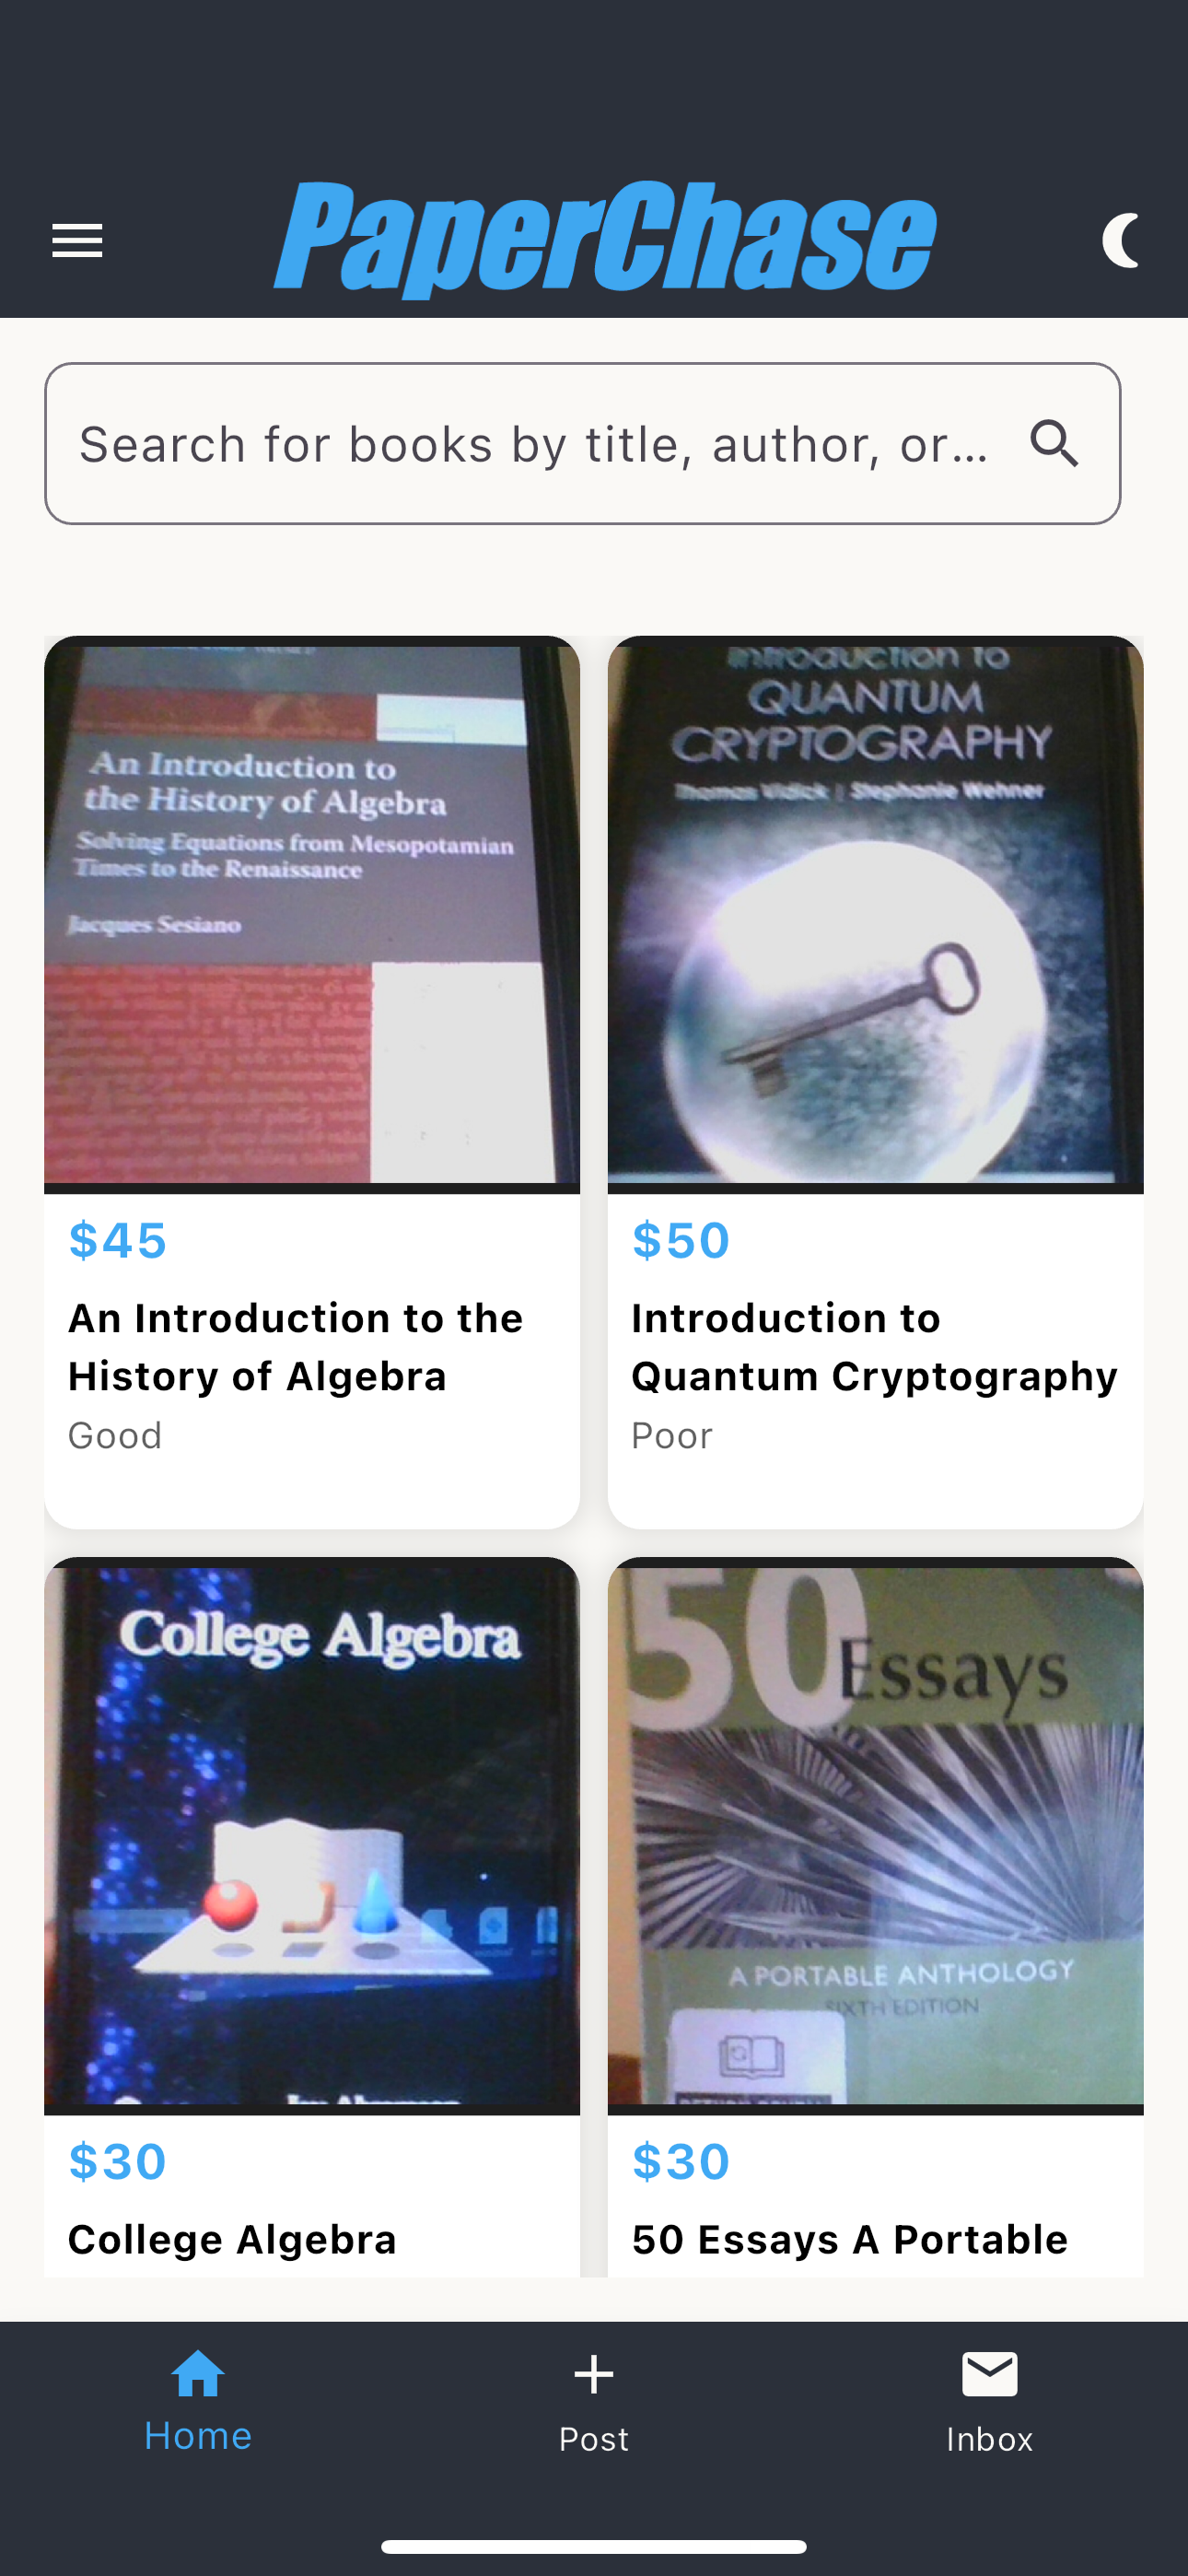 PaperChase
Search for books by title, author, or...
An Introduction to
the History of Algebra
Solving Equations from Mesopotamian
Times to the Renaissance
Jacques Sesiano
Introduction to
QUANTUM
CRYPTOGRAPHY
Thomas Vidick | Stephanie Wehner
$45
An Introduction to the
History of Algebra
Good
$50
Introduction to
Quantum Cryptography
Poor
College Algebra
50 Essays
A PORTABLE ANTHOLOGY
SIXTH EDITION
$30
College Algebra
$30
50 Essays A Portable
Home
Post
Inbox